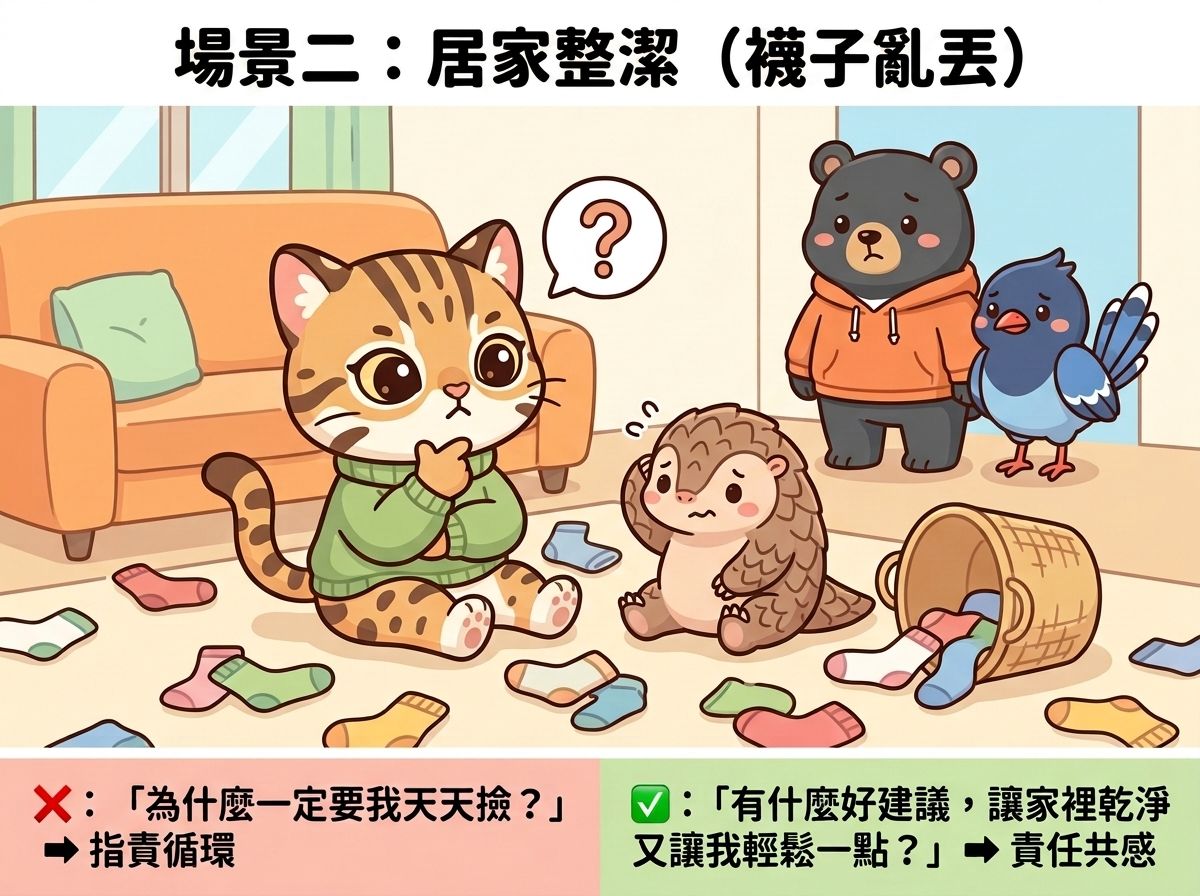 場景二：居家整潔（襪子亂丟）
?
❌：「為什麼一定要我天天撿？」
➡ 指責循環
✅：「有什麼好建議，讓家裡乾淨
又讓我輕鬆一點？」➡ 責任共感